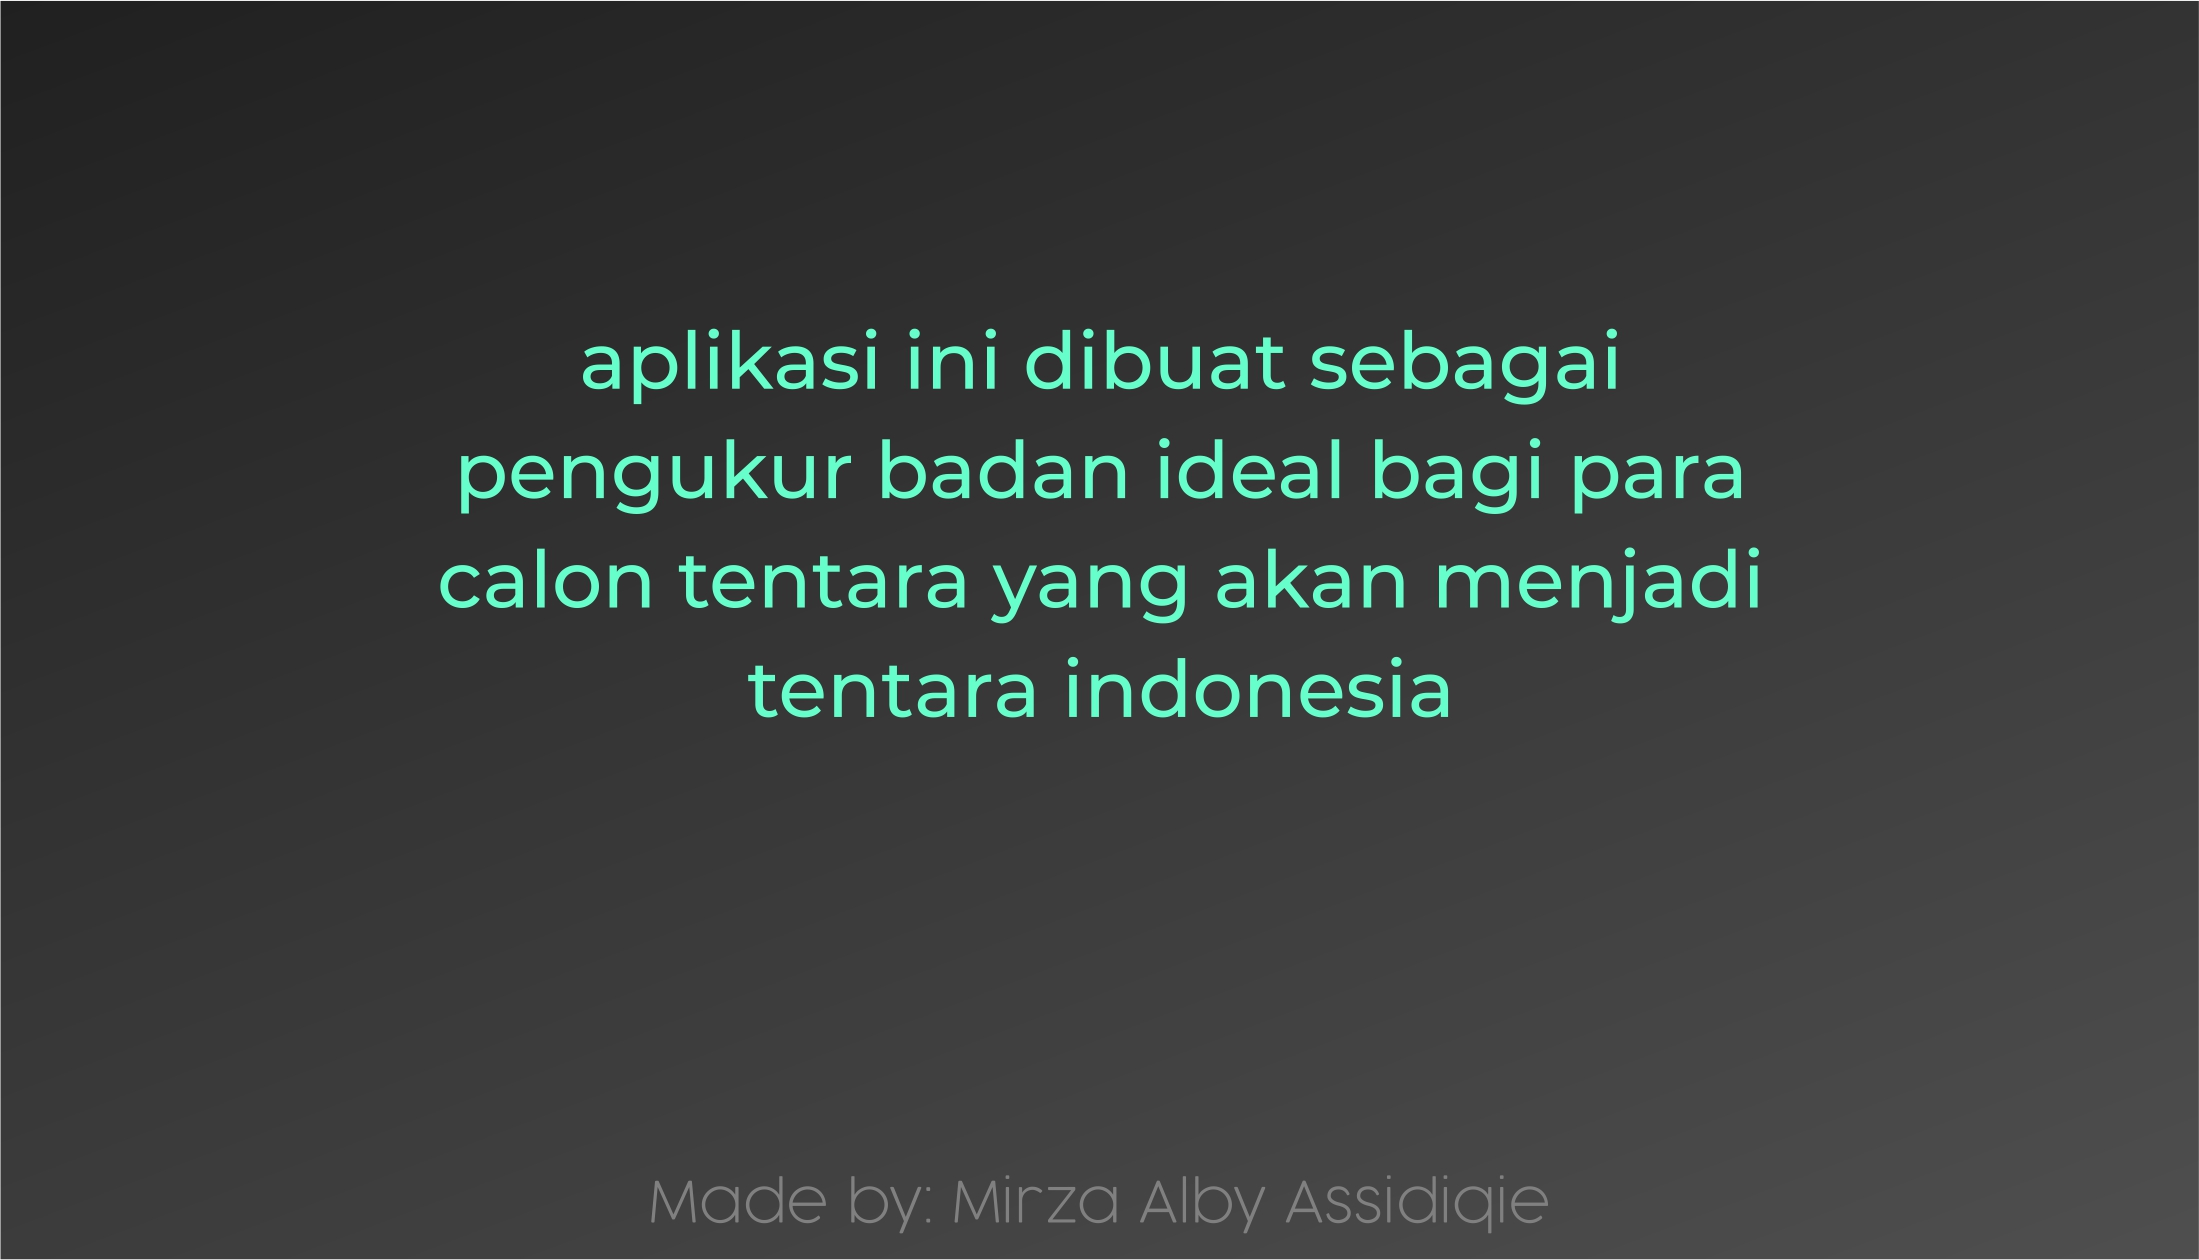 aplikasi ini dibuat sebagai
pengukur badan ideal bagi para
calon tentara yang akan menjadi
tentara indonesia
Made by: Mirza Alby Assidiqie